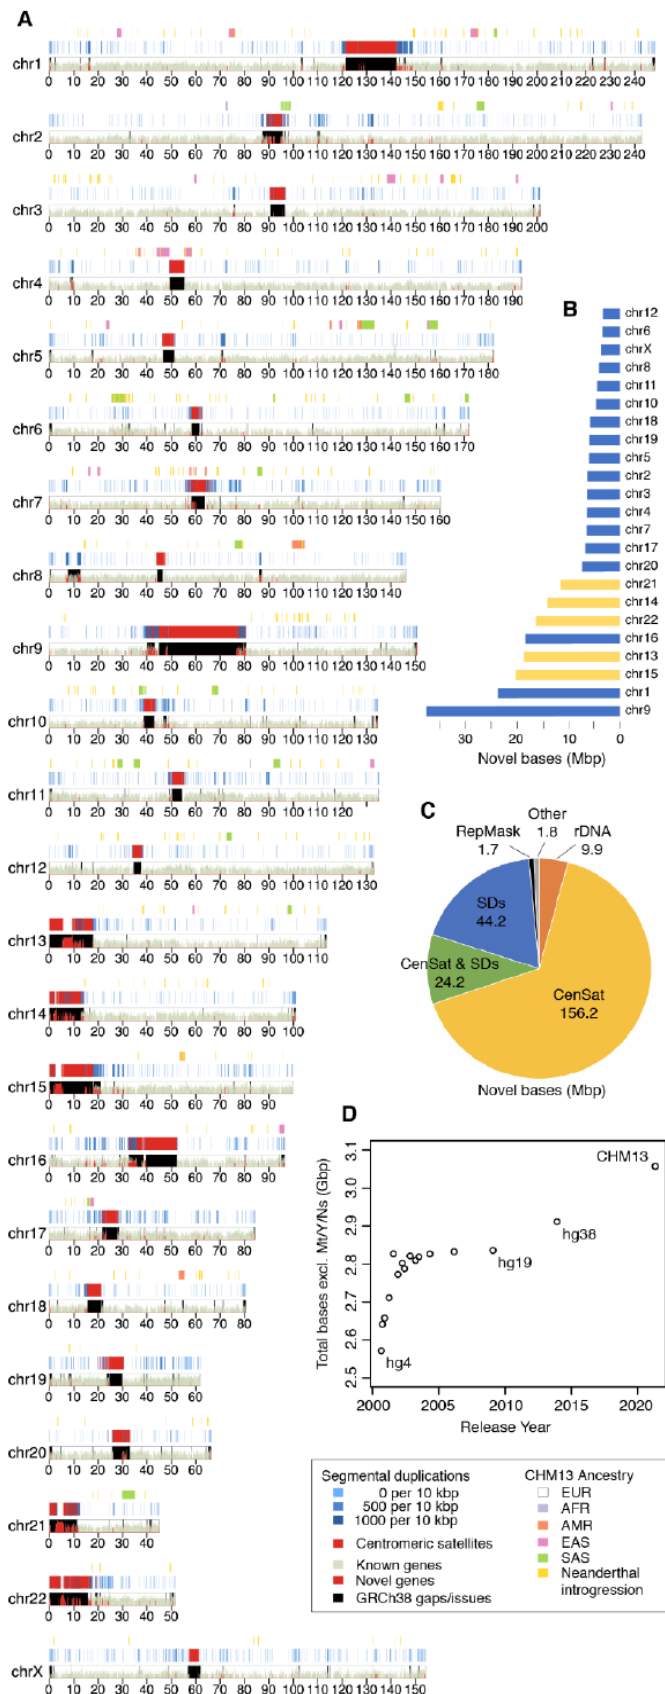 A
chr1
0 10 20 30 40 50 60 70 80 90 100 110 120 130 140 150 160 170 180 190 200 210 220 230 240
chr2
0 10 20 30 40 50 60 70 80 90 100 110 120 130 140 150 160 170 180 190 200 210 220 230 240
chr3
0 10 20 30 40 50 60 70 80 90 100 110 120 130 140 150 160 170 180 190 200
chr4
0 10 20 30 40 50 60 70 80 90 100 110 120 130 140 150 160 170 180 190
chr5
0 10 20 30 40 50 60 70 80 90 100 110 120 130 140 150 160 170 180
chr6
0 10 20 30 40 50 60 70 80 90 100 110 120 130 140 150 160 170
chr7
0 10 20 30 40 50 60 70 80 90 100 110 120 130 140 150 160
chr8
0 10 20 30 40 50 60 70 80 90 100 110 120 130 140
chr9
0 10 20 30 40 50 60 70 80 90 100 110 120 130 140 150
chr10
0 10 20 30 40 50 60 70 80 90 100 110 120 130
chr11
0 10 20 30 40 50 60 70 80 90 100 110 120 130
chr12
0 10 20 30 40 50 60 70 80 90 100 110 120 130
chr13
0 10 20 30 40 50 60 70 80 90 100 110
chr14
0 10 20 30 40 50 60 70 80 90 100
chr15
0 10 20 30 40 50 60 70 80 90
chr16
0 10 20 30 40 50 60 70 80 90
chr17
0 10 20 30 40 50 60 70 80
chr18
0 10 20 30 40 50 60 70 80
chr19
0 10 20 30 40 50 60
chr20
0 10 20 30 40 50 60
chr21
0 10 20 30 40
chr22
0 10 20 30 40 50
chrX
0 10 20 30 40 50 60 70 80 90 100 110 120 130 140 150
B
chr12
chr6
chrX
chr8
chr11
chr10
chr18
chr19
chr5
chr2
chr3
chr4
chr7
chr17
chr20
chr21
chr14
chr22
chr16
chr13
chr15
chr1
chr9
30 20 10 0
Novel bases (Mbp)
C
Other
1.8
RepMask
1.7
rDNA
9.9
SDs
44.2
CenSat & SDs
24.2
CenSat
156.2
Novel bases (Mbp)
D
Total bases excl. Mt/Y/Ns (Gbp)
3.1
3.0
2.9
2.8
2.7
2.6
2.5
CHM13
hg38
hg19
hg4
2000 2005 2010 2015 2020
Release Year
Segmental duplications
0 per 10 kbp
500 per 10 kbp
1000 per 10 kbp
Centromeric satellites
Known genes
Novel genes
GRCh38 gaps/issues
CHM13 Ancestry
EUR
AFR
AMR
EAS
SAS
Neanderthal
introgression